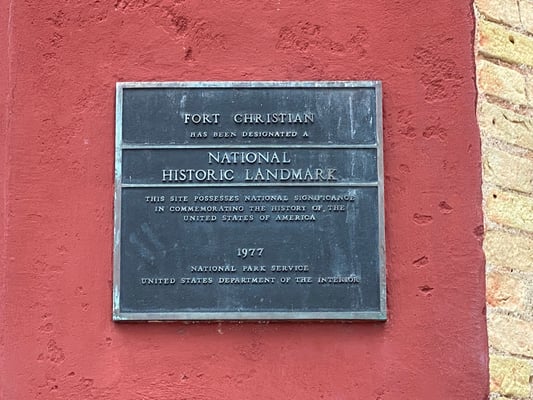 FORT CHRISTIAN
HAS BEEN DESIGNATED A
NATIONAL
HISTORIC LANDMARK
THIS SITE POSSESSES NATIONAL SIGNIFICANCE
IN COMMEMORATING THE HISTORY OF THE
UNITED STATES OF AMERICA
1977
NATIONAL PARK SERVICE
UNITED STATES DEPARTMENT OF THE INTERIOR